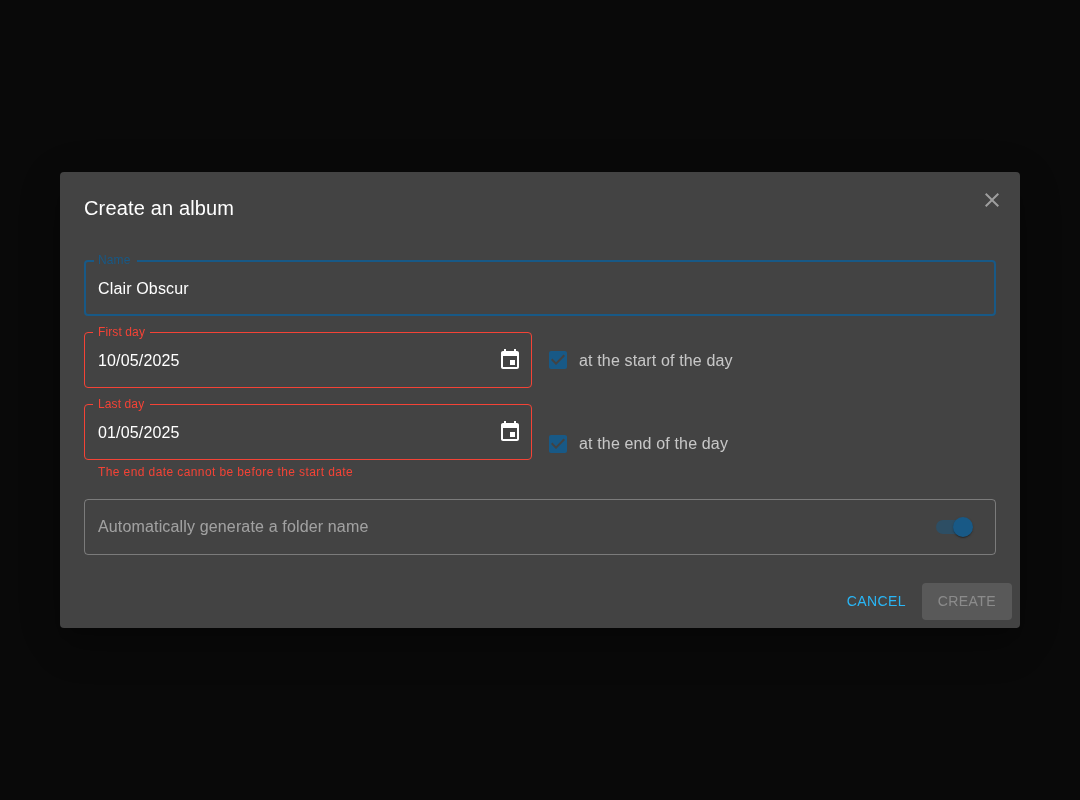 Create an album
Name
Clair Obscur
First day
10/05/2025
at the start of the day
Last day
01/05/2025
at the end of the day
The end date cannot be before the start date
Automatically generate a folder name
CANCEL
CREATE